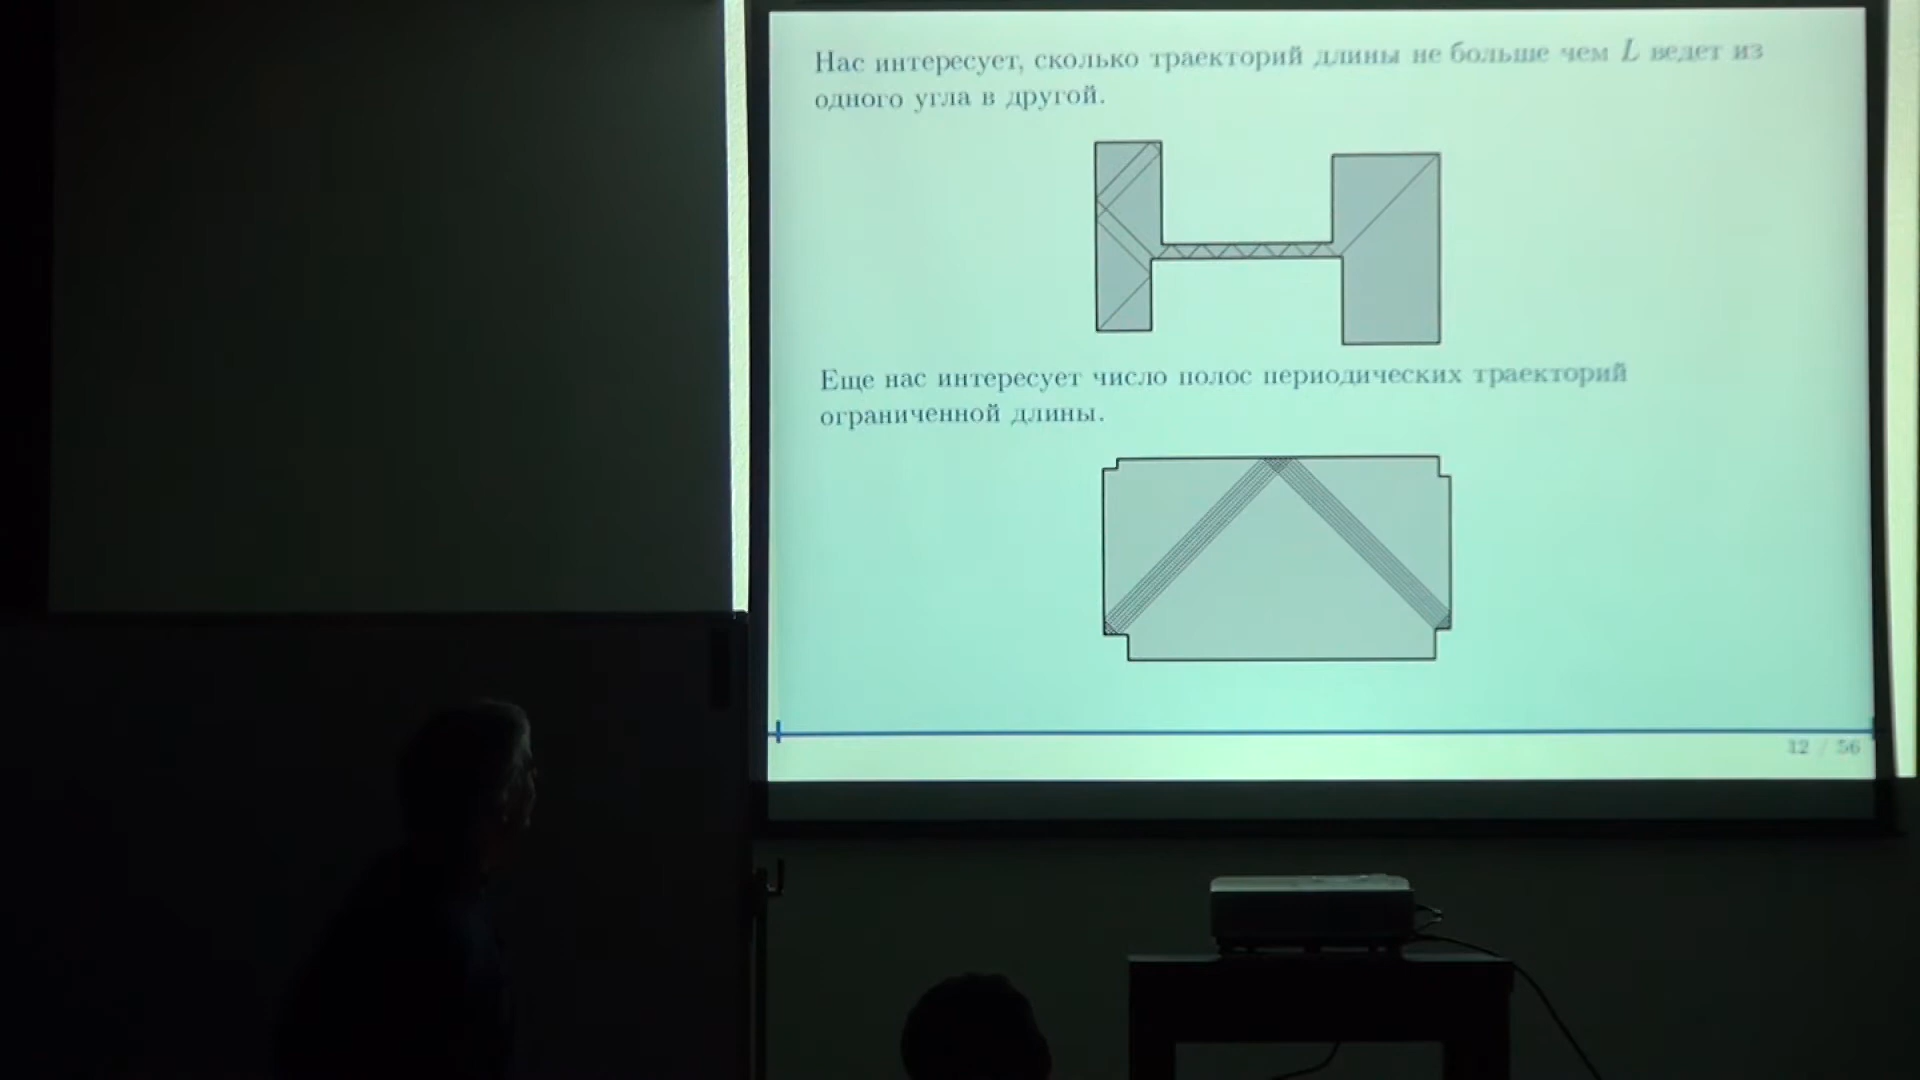 Нас интересует, сколько траекторий длины не больше чем L ведет из
одного угла в другой.
Еще нас интересует число полос периодических траекторий
ограниченной длины.
12 / 56